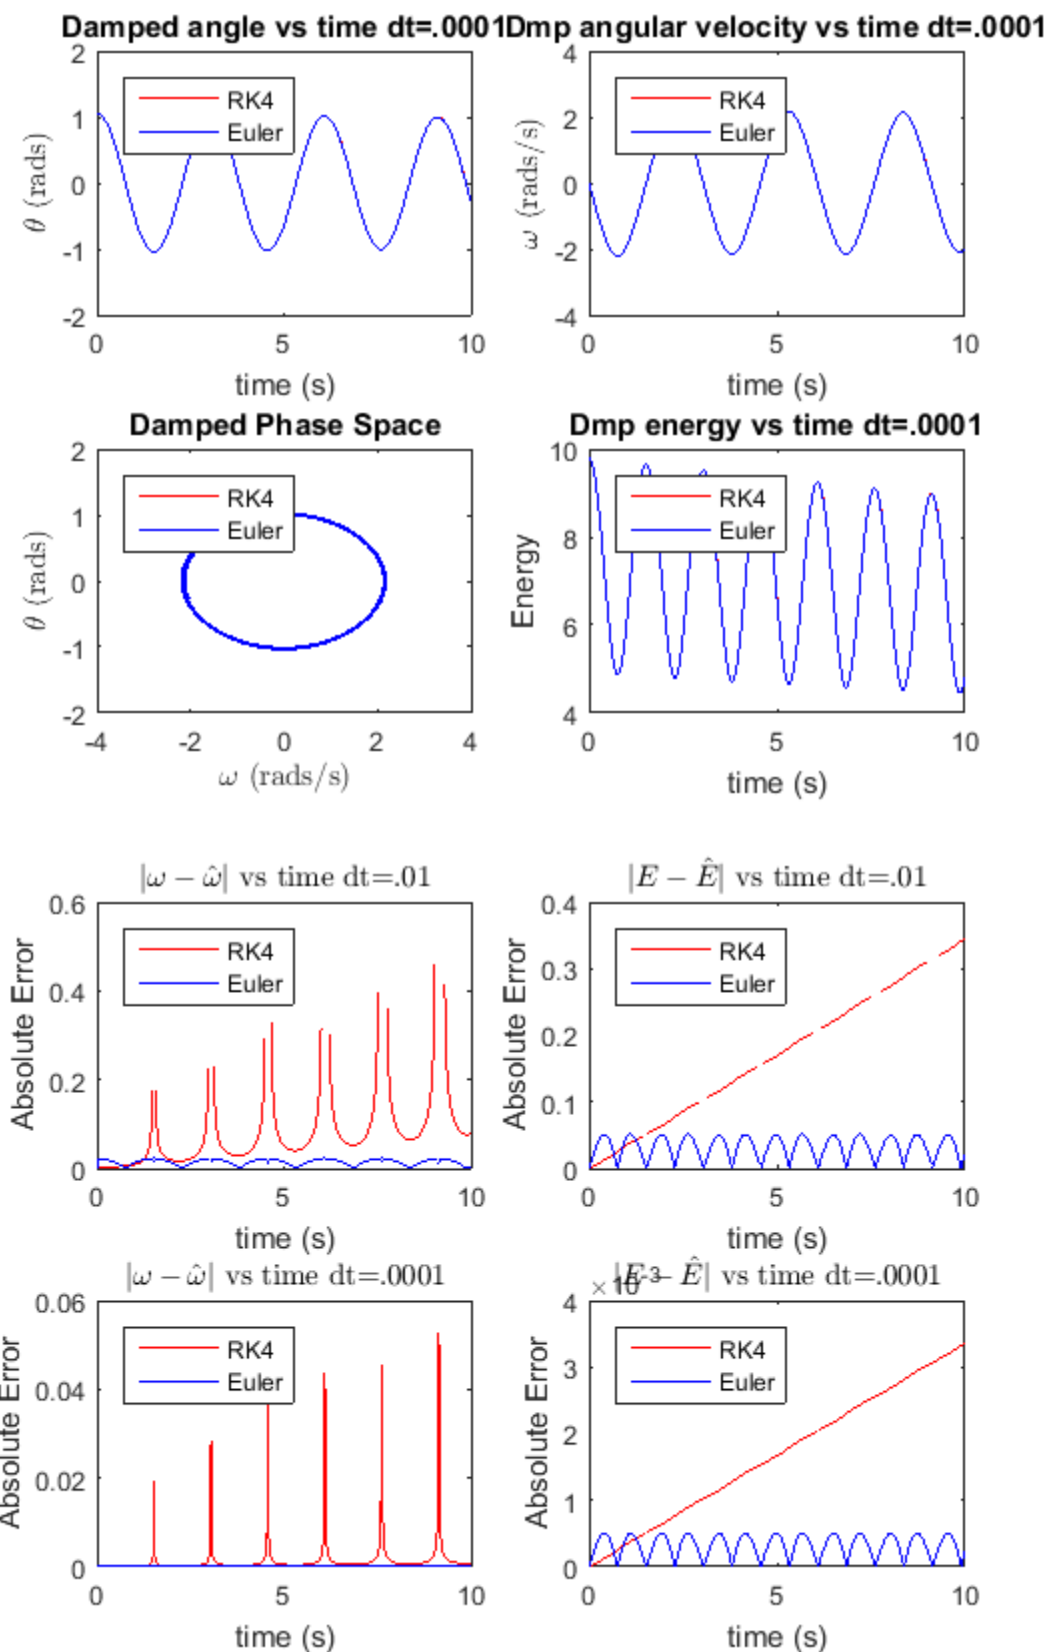 Damped angle vs time dt=.0001
2
1
0
-1
-2
θ (rads)
RK4
Euler
0 5 10
time (s)
Dmp angular velocity vs time dt=.0001
4
2
0
-2
-4
ω (rads/s)
RK4
Euler
0 5 10
time (s)
Damped Phase Space
2
1
0
-1
-2
θ (rads)
RK4
Euler
-4 -2 0 2 4
ω (rads/s)
Dmp energy vs time dt=.0001
10
8
6
4
Energy
RK4
Euler
0 5 10
time (s)
|ω − ω̂| vs time dt=.01
0.6
0.4
0.2
0
Absolute Error
RK4
Euler
0 5 10
time (s)
|E − Ê| vs time dt=.01
0.4
0.3
0.2
0.1
0
Absolute Error
RK4
Euler
0 5 10
time (s)
|ω − ω̂| vs time dt=.0001
0.06
0.04
0.02
0
Absolute Error
RK4
Euler
0 5 10
time (s)
|E − Ê| vs time dt=.0001
×10-3
4
3
2
1
0
Absolute Error
RK4
Euler
0 5 10
time (s)